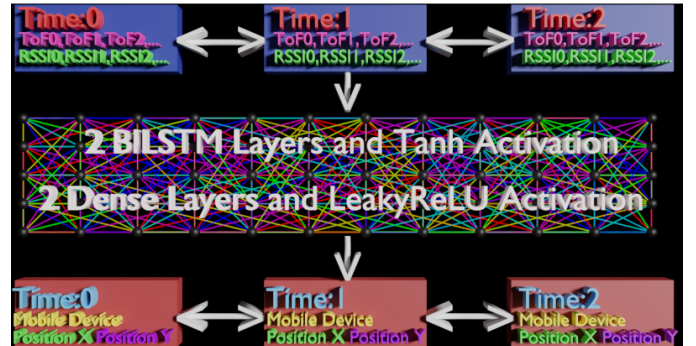 Time:0
ToF0,ToF1,ToF2,...
RSSI0,RSSI1,RSSI2,...
Time:1
ToF0,ToF1,ToF2,...
RSSI0,RSSI1,RSSI2,...
Time:2
ToF0,ToF1,ToF2,...
RSSI0,RSSI1,RSSI2,...
2 BILSTM Layers and Tanh Activation
2 Dense Layers and LeakyReLU Activation
Time:0
Mobile Device
Position X Position Y
Time:1
Mobile Device
Position X Position Y
Time:2
Mobile Device
Position X Position Y